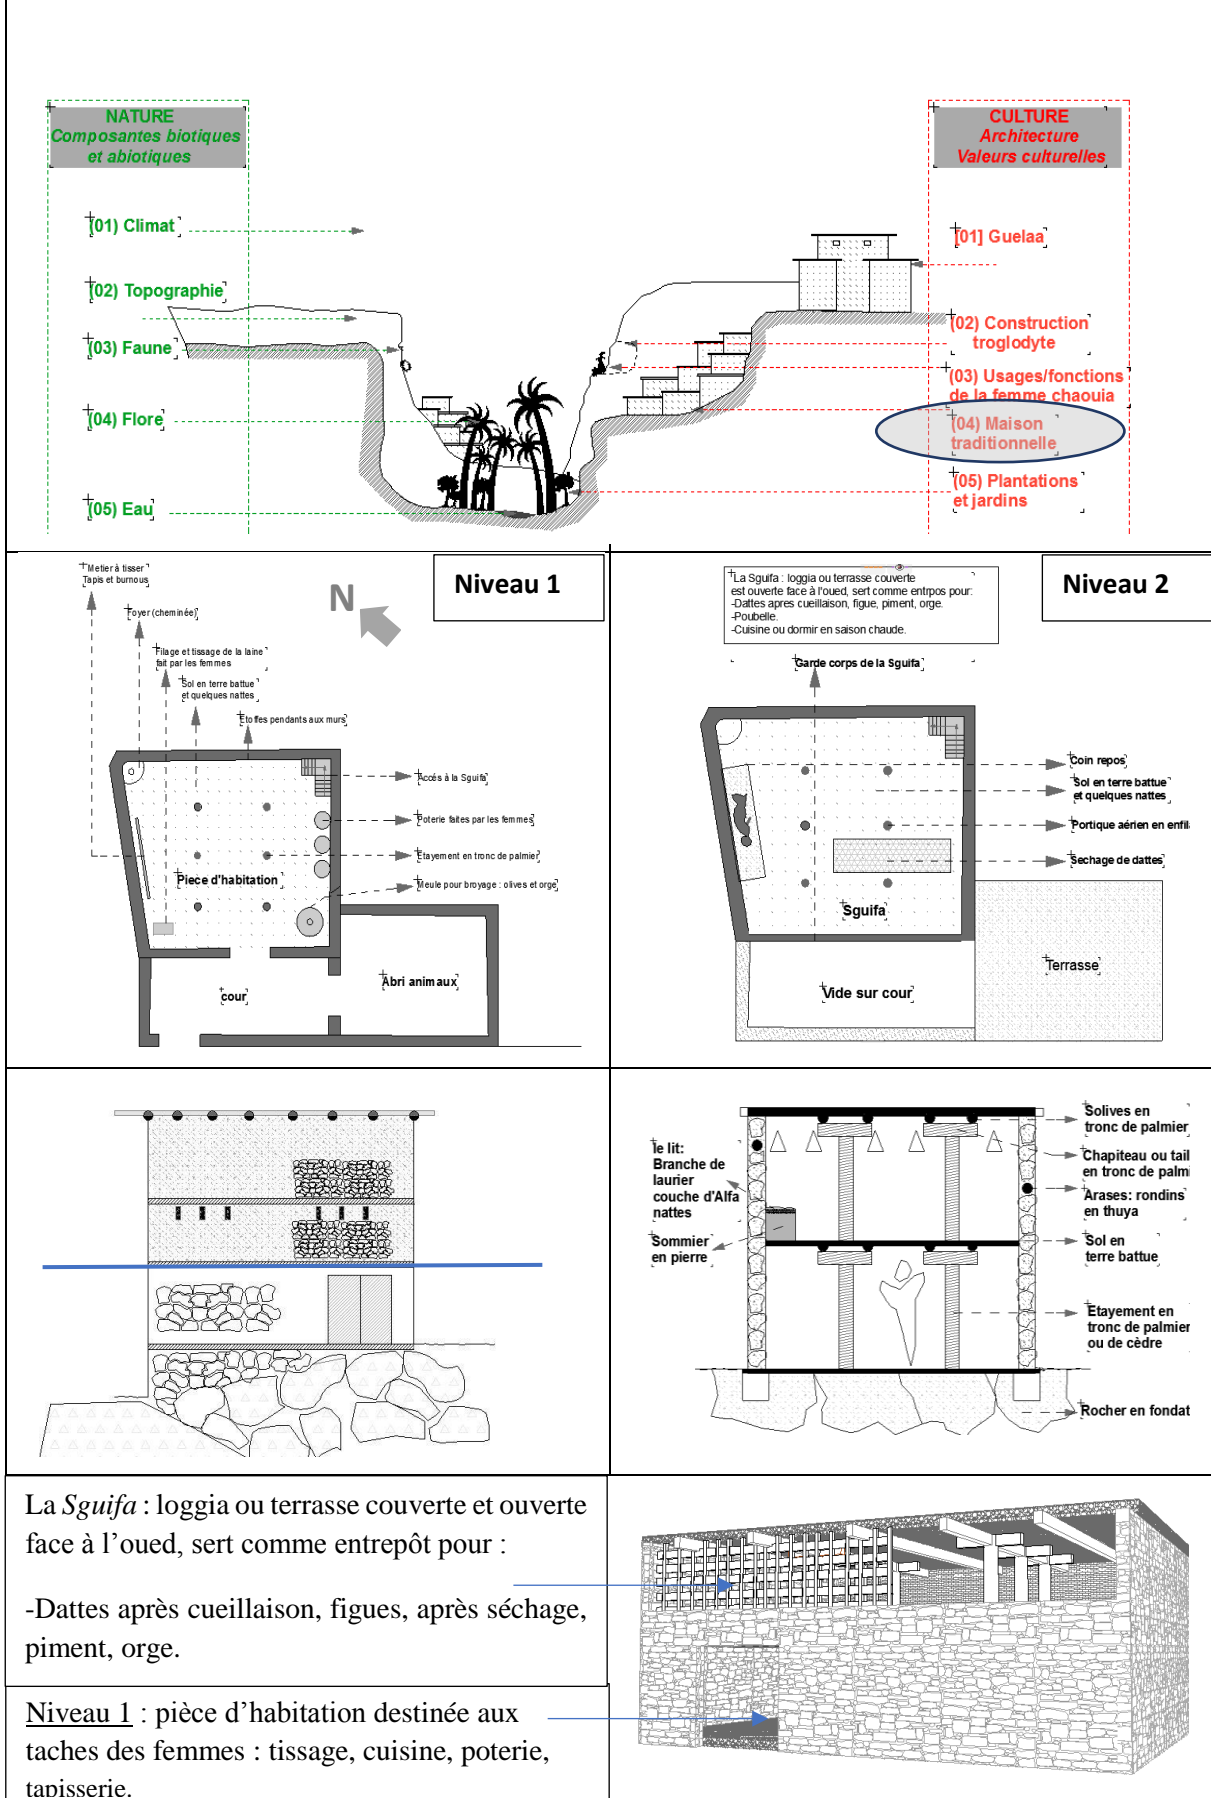 NATURE
Composantes biotiques
et abiotiques
(01) Climat
(02) Topographie
(03) Faune
(04) Flore
(05) Eau
CULTURE
Architecture
Valeurs culturelles
[01] Guelaa
(02) Construction
troglodyte
(03) Usages/fonctions
de la femme chaouia
(04) Maison
traditionnelle
(05) Plantations
et jardins
Niveau 1
Metier à tisser
Tapis et burnous
Foyer (cheminée)
Filage et tissage de la laine
fait par les femmes
Sol en terre battue
et quelques nattes
Etoffes pendants aux murs
N
Accés à la Sguifa
Poterie faites par les femmes
Etayement en tronc de palmier
Meule pour broyage : olives et orge
Piece d'habitation
cour
Abri animaux
Niveau 2
La Sguifa : loggia ou terrasse couverte
est ouverte face à l'oued, sert comme entrpos pour:
-Dattes apres cueillaison, figue, piment, orge.
-Poubelle.
-Cuisine ou dormir en saison chaude.
Garde corps de la Sguifa
Coin repos
Sol en terre battue
et quelques nattes
Portique aérien en enfil
Sechage de dattes
Sguifa
Terrasse
Vide sur cour
le lit:
Branche de
laurier
couche d'Alfa
nattes
Sommier
en pierre
Solives en
tronc de palmier
Chapiteau ou tail
en tronc de palmi
Arases: rondins
en thuya
Sol en
terre battue
Etayement en
tronc de palmier
ou de cèdre
Rocher en fondat
La Sguifa : loggia ou terrasse couverte et ouverte
face à l’oued, sert comme entrepôt pour :
-Dattes après cueillaison, figues, après séchage,
piment, orge.
Niveau 1 : pièce d’habitation destinée aux
taches des femmes : tissage, cuisine, poterie,
tapisserie.